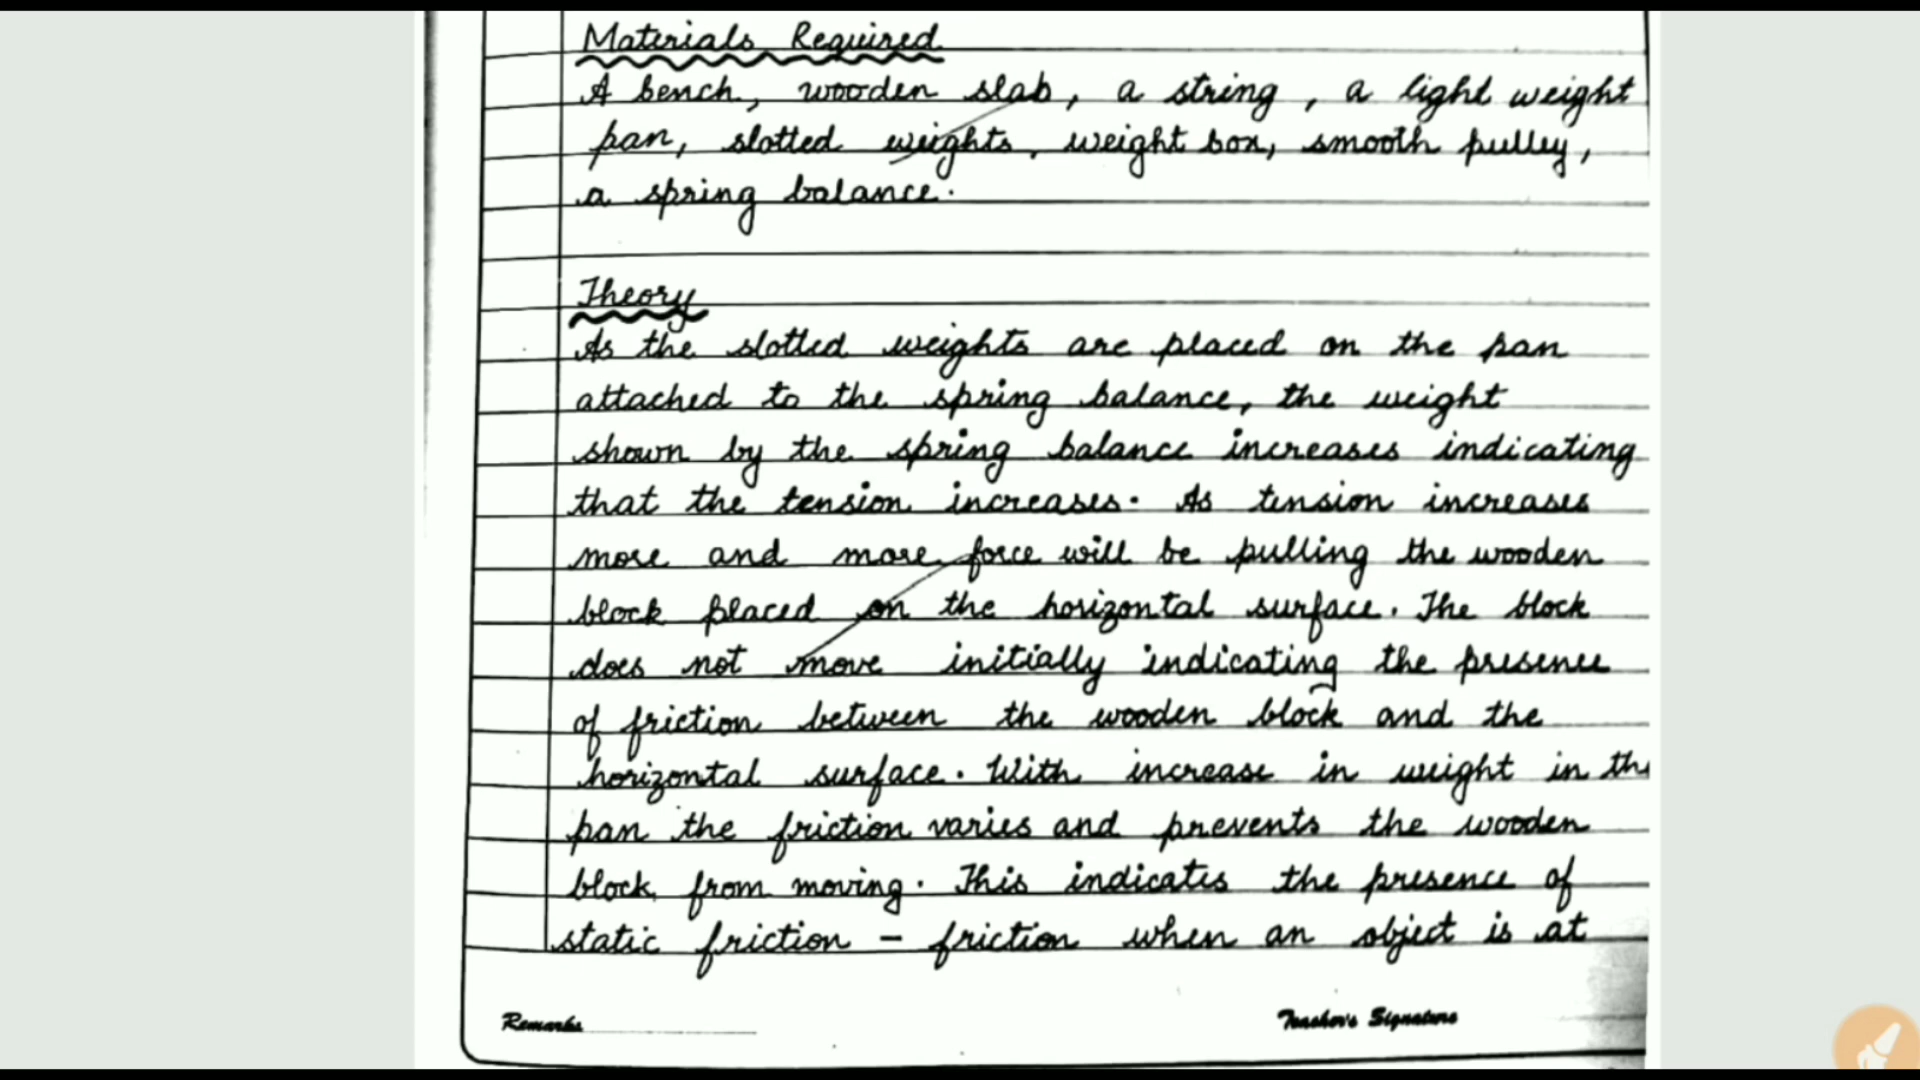 Materials Required
A bench, wooden slab, a string, a light weight
pan, slotted weights, weight box, smooth pulley,
a spring balance.
Theory
As the slotted weights are placed on the pan
attached to the spring balance, the weight
shown by the spring balance increases indicating
that the tension increases. As tension increases
more and more force will be pulling the wooden
block placed on the horizontal surface. The block
does not move initially indicating the presence
of friction between the wooden block and the
horizontal surface. With increase in weight in the
pan the friction varies and prevents the wooden
block from moving. This indicates the presence of
static friction - friction when an object is at
Remarks
Teacher's Signature